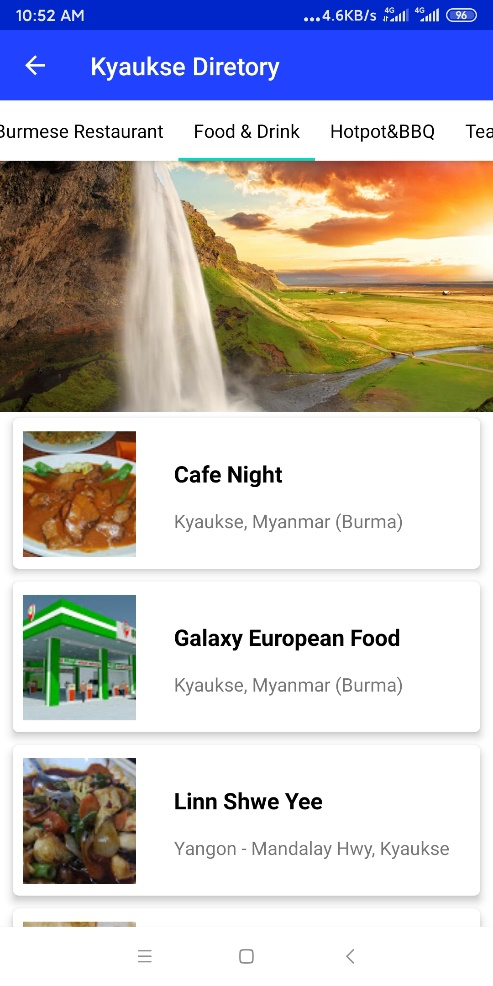 10:52 AM
...4.6KB/s 4G 4G 96
Kyaukse Diretory
Burmese Restaurant Food & Drink Hotpot&BBQ Tea
Cafe Night
Kyaukse, Myanmar (Burma)
Galaxy European Food
Kyaukse, Myanmar (Burma)
Linn Shwe Yee
Yangon - Mandalay Hwy, Kyaukse